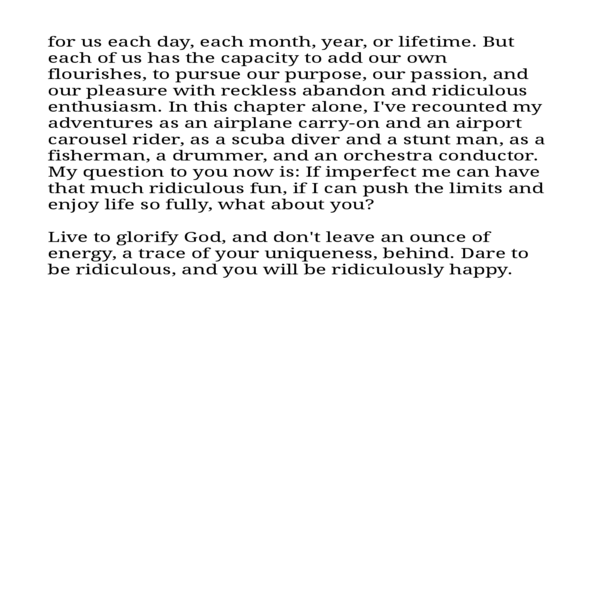 for us each day, each month, year, or lifetime. But
each of us has the capacity to add our own
flourishes, to pursue our purpose, our passion, and
our pleasure with reckless abandon and ridiculous
enthusiasm. In this chapter alone, I've recounted my
adventures as an airplane carry-on and an airport
carousel rider, as a scuba diver and a stunt man, as a
fisherman, a drummer, and an orchestra conductor.
My question to you now is: If imperfect me can have
that much ridiculous fun, if I can push the limits and
enjoy life so fully, what about you?
Live to glorify God, and don't leave an ounce of
energy, a trace of your uniqueness, behind. Dare to
be ridiculous, and you will be ridiculously happy.